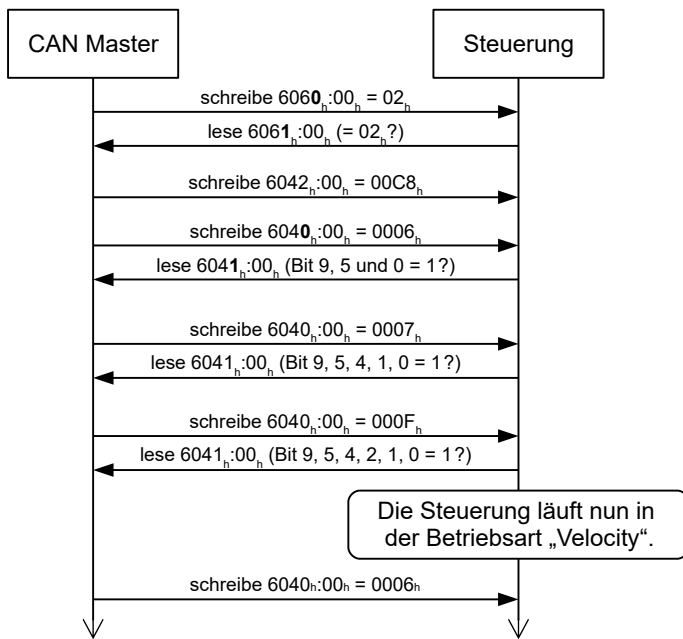 CAN Master
Steuerung
schreibe 6060h:00h = 02h
lese 6061h:00h (= 02h?)
schreibe 6042h:00h = 00C8h
schreibe 6040h:00h = 0006h
lese 6041h:00h (Bit 9, 5 und 0 = 1?)
schreibe 6040h:00h = 0007h
lese 6041h:00h (Bit 9, 5, 4, 1, 0 = 1?)
schreibe 6040h:00h = 000Fh
lese 6041h:00h (Bit 9, 5, 4, 2, 1, 0 = 1?)
Die Steuerung läuft nun in
der Betriebsart „Velocity“.
schreibe 6040h:00h = 0006h